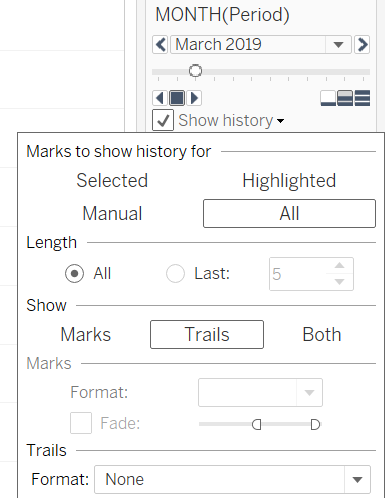 MONTH(Period)
March 2019
Show history
Marks to show history for
Selected Highlighted
Manual All
Length
All Last: 5
Show
Marks Trails Both
Marks
Format:
Fade:
Trails
Format: None